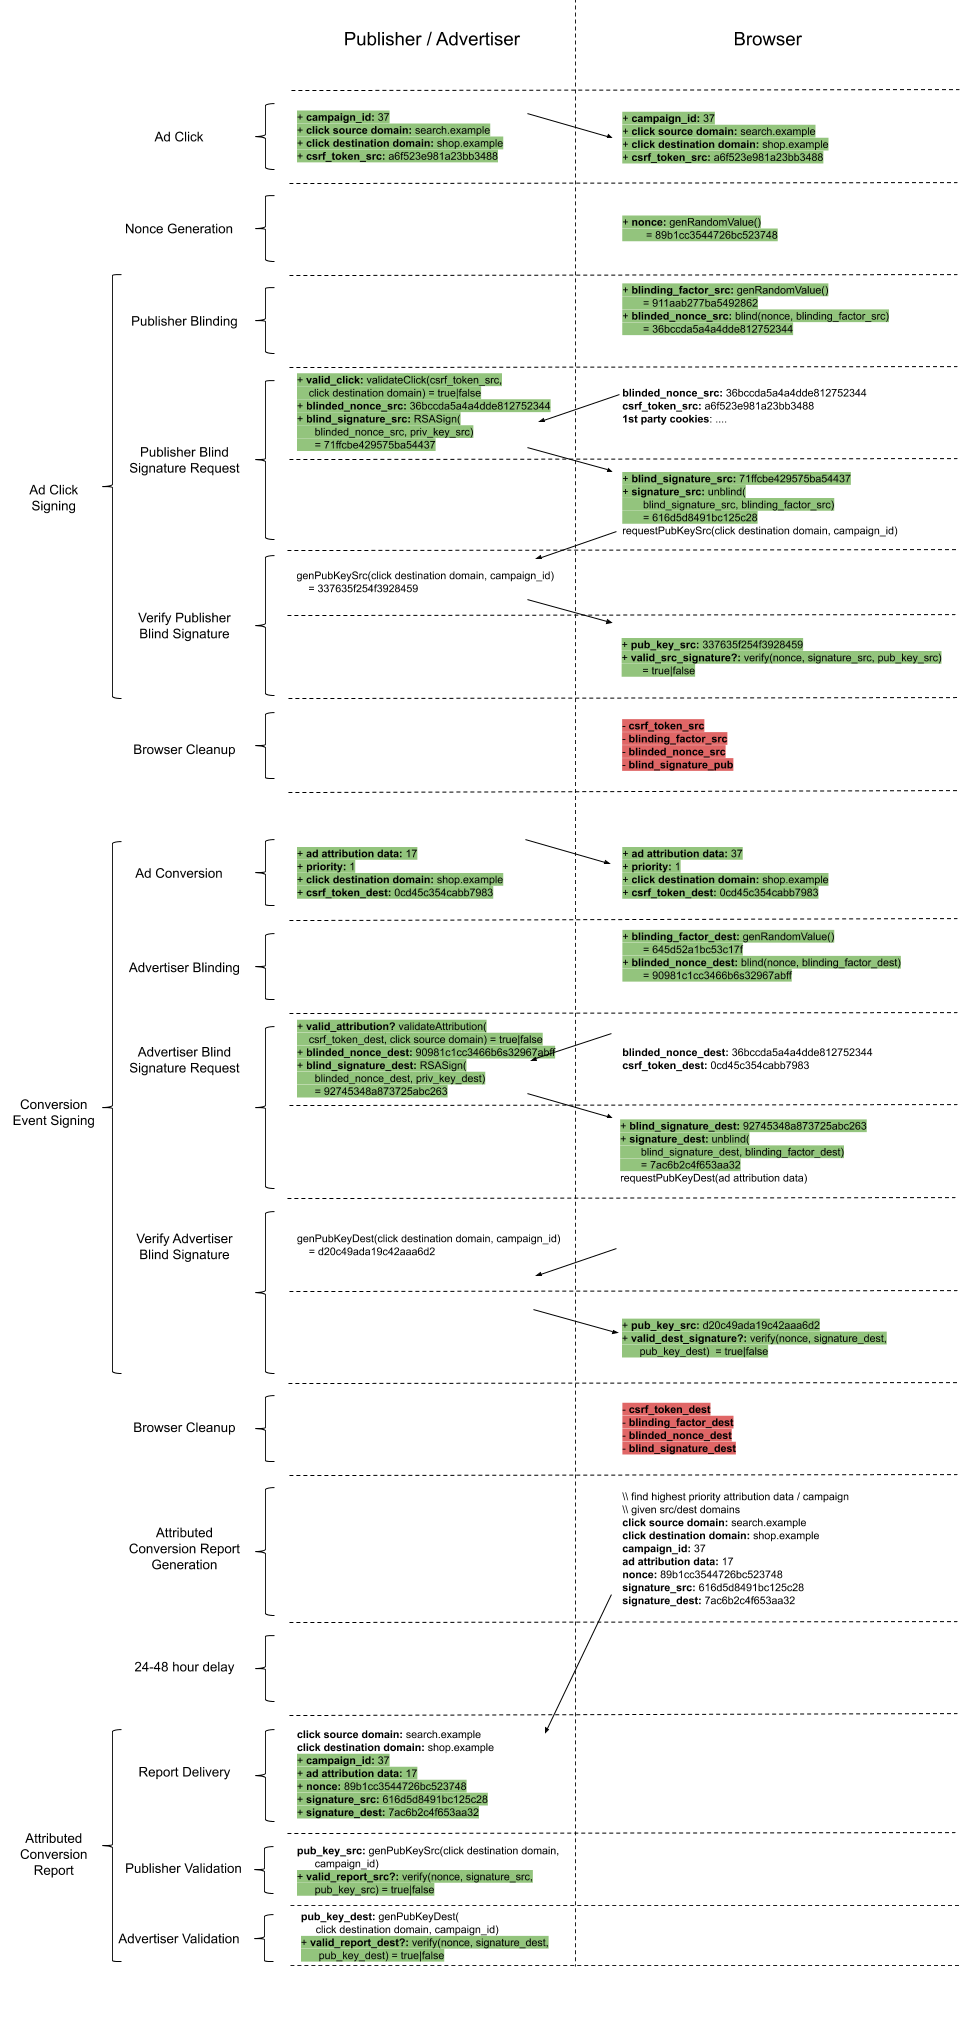 Publisher / Advertiser
Browser
Ad Click
+ campaign_id: 37
+ click source domain: search.example
+ click destination domain: shop.example
+ csrf_token_src: a6f523e981a23bb3488
+ campaign_id: 37
+ click source domain: search.example
+ click destination domain: shop.example
+ csrf_token_src: a6f523e981a23bb3488
Nonce Generation
+ nonce: genRandomValue()
= 89b1cc3544726bc523748
Ad Click
Signing
Publisher Blinding
+ blinding_factor_src: genRandomValue()
= 911aab277ba5492862
+ blinded_nonce_src: blind(nonce, blinding_factor_src)
= 36bccda5a4a4dde812752344
Publisher Blind
Signature Request
+ valid_click: validateClick(csrf_token_src,
click destination domain) = true|false
+ blinded_nonce_src: 36bccda5a4a4dde812752344
+ blind_signature_src: RSASign(
blinded_nonce_src, priv_key_src)
= 71ffcbe429575ba54437
blinded_nonce_src: 36bccda5a4a4dde812752344
csrf_token_src: a6f523e981a23bb3488
1st party cookies: ....
+ blind_signature_src: 71ffcbe429575ba54437
+ signature_src: unblind(
blind_signature_src, blinding_factor_src)
= 616d5d8491bc125c28
requestPubKeySrc(click destination domain, campaign_id)
Verify Publisher
Blind Signature
genPubKeySrc(click destination domain, campaign_id)
= 337635f254f3928459
+ pub_key_src: 337635f254f3928459
+ valid_src_signature?: verify(nonce, signature_src, pub_key_src)
= true|false
Browser Cleanup
- csrf_token_src
- blinding_factor_src
- blinded_nonce_src
- blind_signature_pub
Conversion
Event Signing
Ad Conversion
+ ad attribution data: 17
+ priority: 1
+ click destination domain: shop.example
+ csrf_token_dest: 0cd45c354cabb7983
+ ad attribution data: 37
+ priority: 1
+ click destination domain: shop.example
+ csrf_token_dest: 0cd45c354cabb7983
Advertiser Blinding
+ blinding_factor_dest: genRandomValue()
= 645d52a1bc53c17f
+ blinded_nonce_dest: blind(nonce, blinding_factor_dest)
= 90981c1cc3466b6s32967abff
Advertiser Blind
Signature Request
+ valid_attribution? validateAttribution(
csrf_token_dest, click source domain) = true|false
+ blinded_nonce_dest: 90981c1cc3466b6s32967abff
+ blind_signature_dest: RSASign(
blinded_nonce_dest, priv_key_dest)
= 92745348a873725abc263
blinded_nonce_dest: 36bccda5a4a4dde812752344
csrf_token_dest: 0cd45c354cabb7983
+ blind_signature_dest: 92745348a873725abc263
+ signature_dest: unblind(
blind_signature_dest, blinding_factor_dest)
= 7ac6b2c4f653aa32
requestPubKeyDest(ad attribution data)
Verify Advertiser
Blind Signature
genPubKeyDest(click destination domain, campaign_id)
= d20c49ada19c42aaa6d2
+ pub_key_src: d20c49ada19c42aaa6d2
+ valid_dest_signature?: verify(nonce, signature_dest,
pub_key_dest) = true|false
Browser Cleanup
- csrf_token_dest
- blinding_factor_dest
- blinded_nonce_dest
- blind_signature_dest
Attributed
Conversion Report
Generation
\\ find highest priority attribution data / campaign
\\ given src/dest domains
click source domain: search.example
click destination domain: shop.example
campaign_id: 37
ad attribution data: 17
nonce: 89b1cc3544726bc523748
signature_src: 616d5d8491bc125c28
signature_dest: 7ac6b2c4f653aa32
24-48 hour delay
Attributed
Conversion
Report
Report Delivery
click source domain: search.example
click destination domain: shop.example
+ campaign_id: 37
+ ad attribution data: 17
+ nonce: 89b1cc3544726bc523748
+ signature_src: 616d5d8491bc125c28
+ signature_dest: 7ac6b2c4f653aa32
Publisher Validation
pub_key_src: genPubKeySrc(click destination domain,
campaign_id)
+ valid_report_src?: verify(nonce, signature_src,
pub_key_src) = true|false
Advertiser Validation
pub_key_dest: genPubKeyDest(
click destination domain, campaign_id)
+ valid_report_dest?: verify(nonce, signature_dest,
pub_key_dest) = true|false